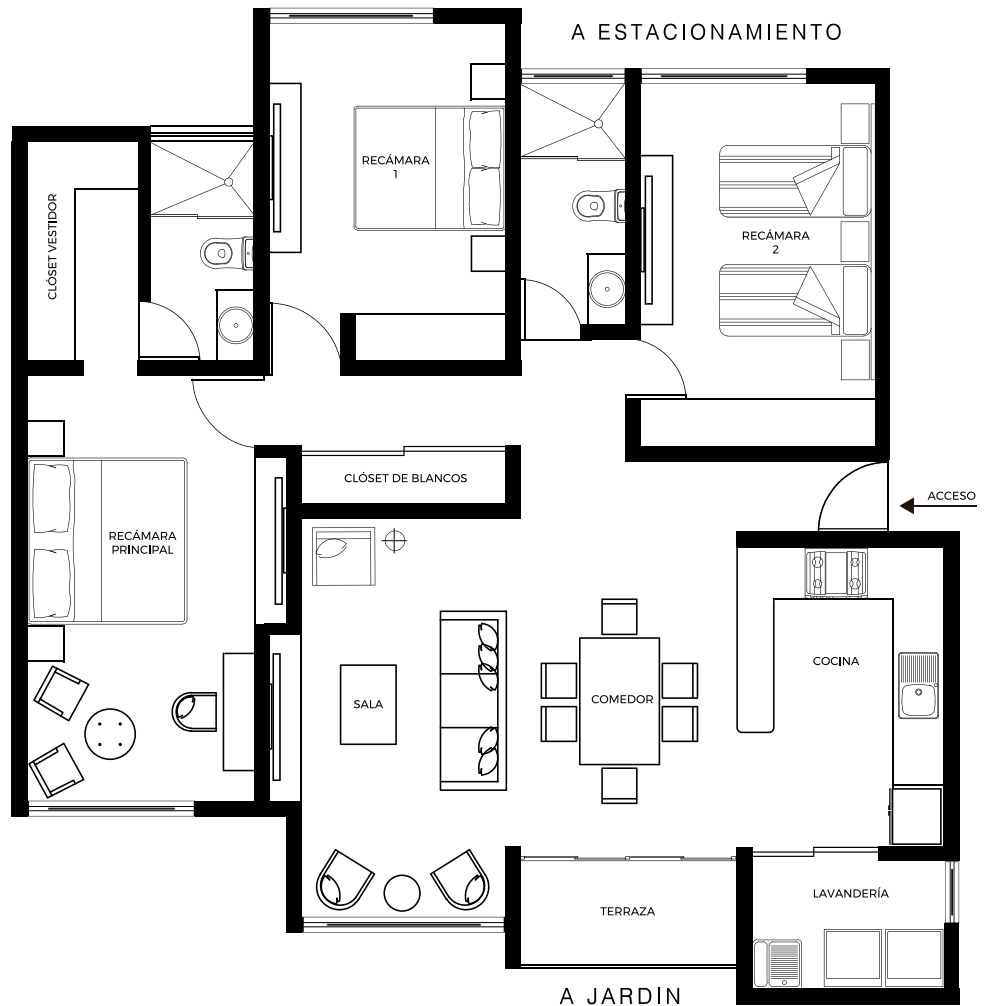 A ESTACIONAMIENTO
RECÁMARA
1
CLÓSET VESTIDOR
RECÁMARA
2
CLÓSET DE BLANCOS
ACCESO
RECÁMARA
PRINCIPAL
COCINA
SALA
COMEDOR
LAVANDERÍA
TERRAZA
A JARDIN